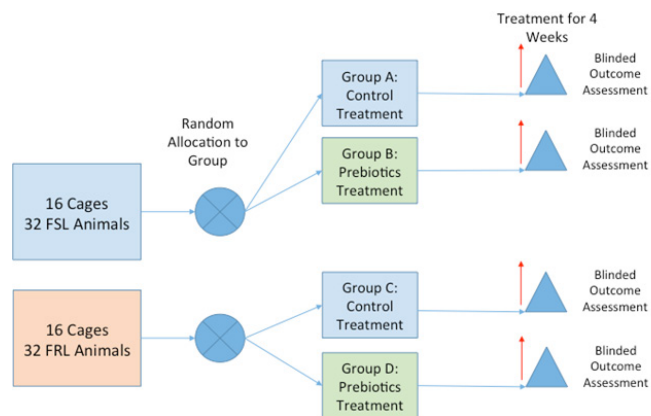 Treatment for 4
Weeks
Group A:
Control
Treatment
Blinded
Outcome
Assessment
Random
Allocation to
Group
Group B:
Prebiotics
Treatment
Blinded
Outcome
Assessment
16 Cages
32 FSL Animals
Group C:
Control
Treatment
Blinded
Outcome
Assessment
16 Cages
32 FRL Animals
Group D:
Prebiotics
Treatment
Blinded
Outcome
Assessment